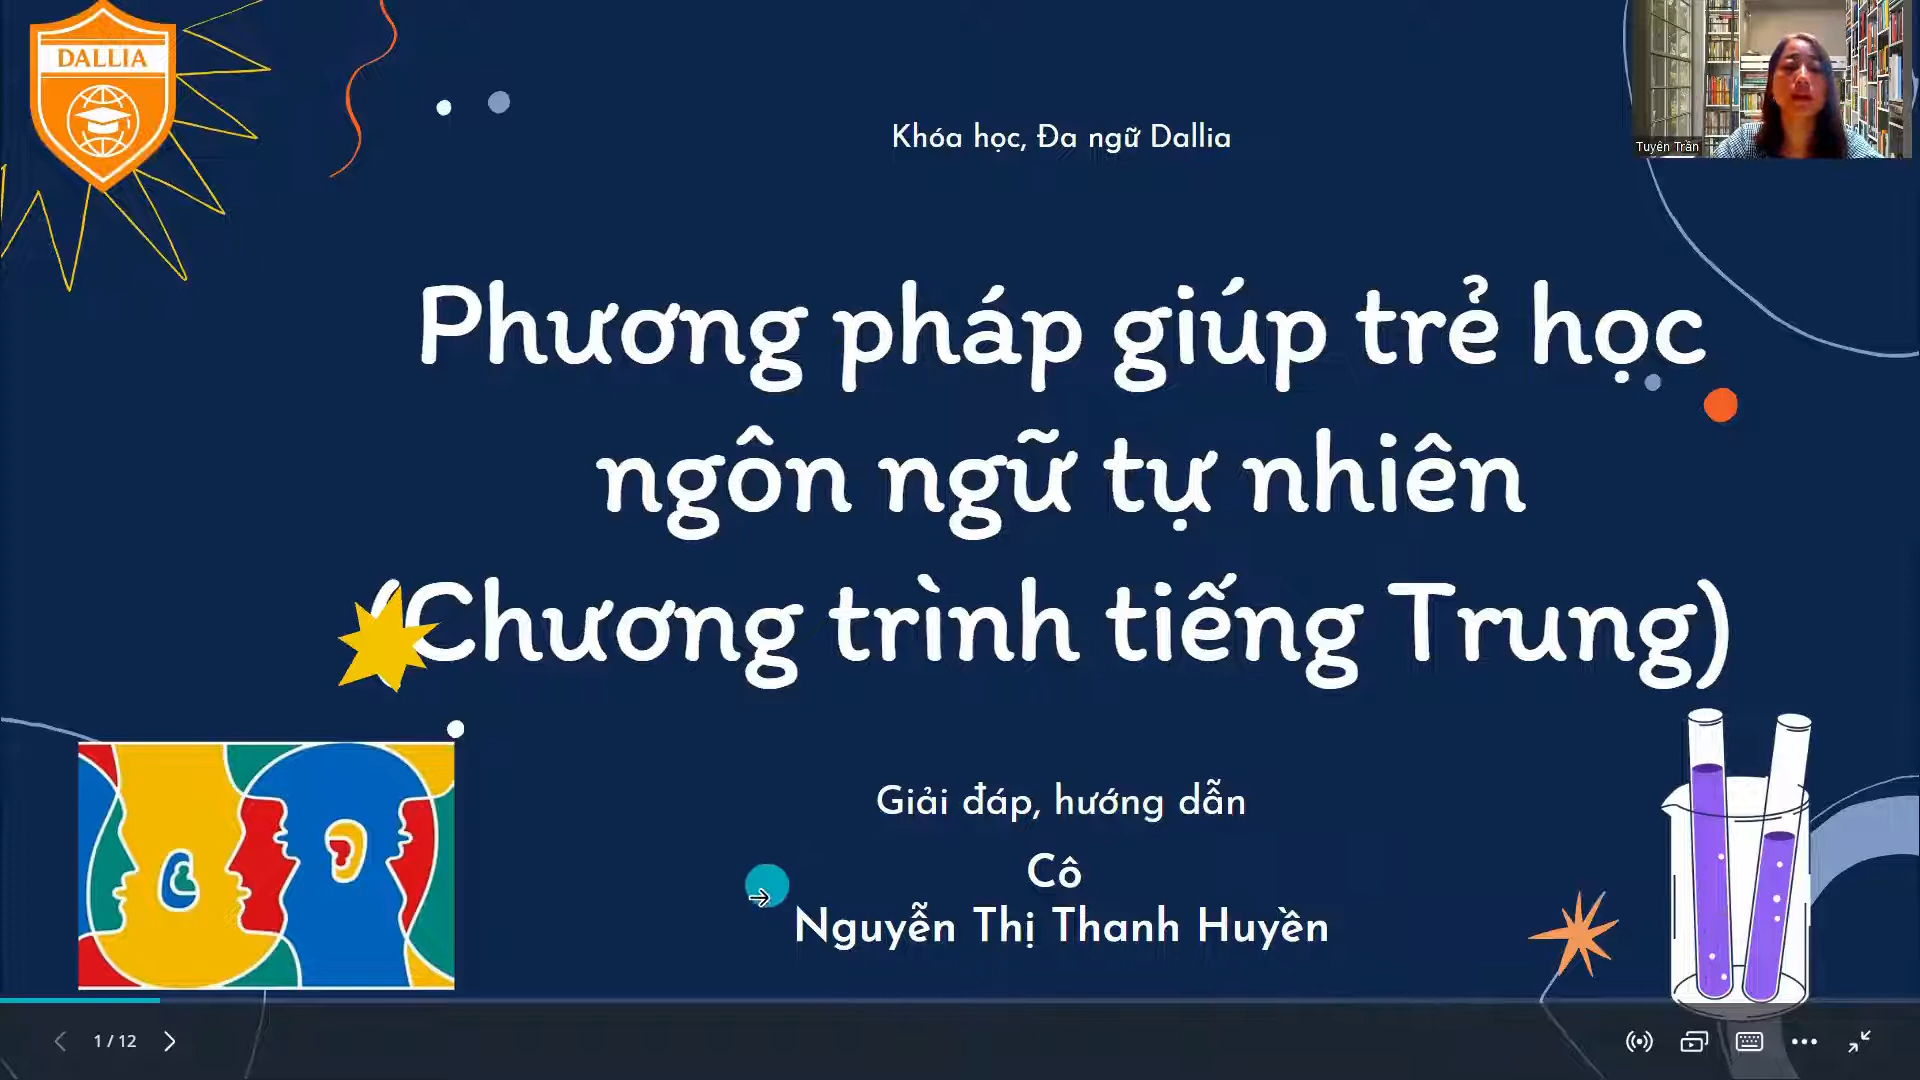 DALLIA
Khóa học, Đa ngữ Dallia
Tuyên Trần
Phương pháp giúp trẻ học
ngôn ngữ tự nhiên
(Chương trình tiếng Trung)
Giải đáp, hướng dẫn
Cô
Nguyễn Thị Thanh Huyền
1 / 12